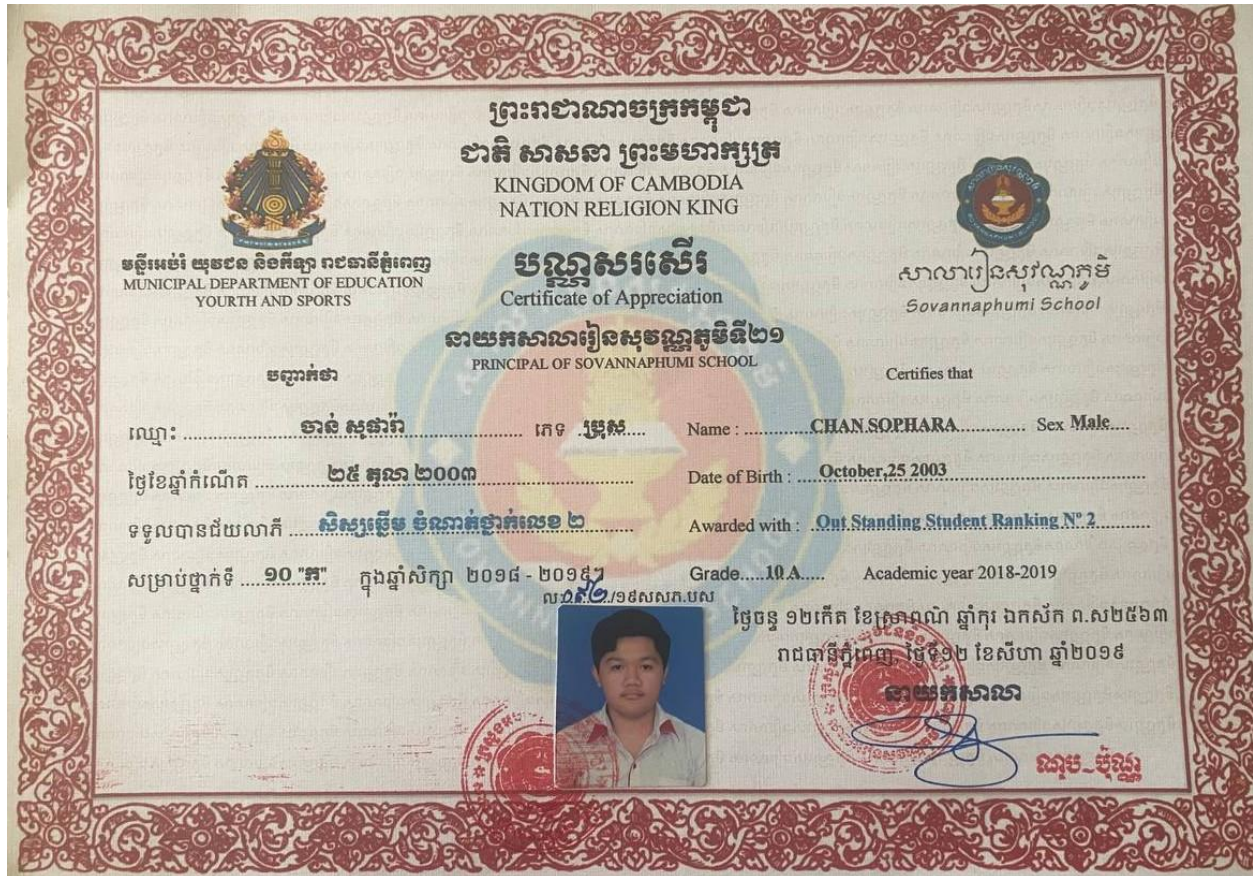 ព្រះរាជាណាចក្រកម្ពុជា
ជាតិ សាសនា ព្រះមហាក្សត្រ
KINGDOM OF CAMBODIA
NATION RELIGION KING
មន្ទីរអប់រំ យុវជន និងកីឡា រាជធានីភ្នំពេញ
MUNICIPAL DEPARTMENT OF EDUCATION
YOURTH AND SPORTS
សាលារៀនសុវណ្ណភូមិ
Sovannaphumi School
បណ្ណសរសើរ
Certificate of Appreciation
នាយកសាលារៀនសុវណ្ណភូមិទី២១
PRINCIPAL OF SOVANNAPHUMI SCHOOL
បញ្ជាក់ថា
Certifies that
ឈ្មោះ ចាន់ សុផារ៉ា ភេទ ប្រុស
Name : CHAN SOPHARA Sex Male
ថ្ងៃខែឆ្នាំកំណើត ២៥ តុលា ២០០៣
Date of Birth : October,25 2003
ទទួលបានជ័យលាភី សិស្សឆ្នើម ចំណាត់ថ្នាក់លេខ ២
Awarded with : Out Standing Student Ranking Nº 2
សម្រាប់ថ្នាក់ទី ១០ "ក" ក្នុងឆ្នាំសិក្សា ២០១៨ - ២០១៩។
Grade 10 A Academic year 2018-2019
/១៩សសភ.បស
ថ្ងៃចន្ទ ១២កើត ខែស្រាពណ៍ ឆ្នាំកុរ ឯកស័ក ព.ស២៥៦៣
រាជធានីភ្នំពេញ, ថ្ងៃទី១២ ខែសីហា ឆ្នាំ២០១៩
នាយកសាលា
ណុប_ប៊ុណ្ណា